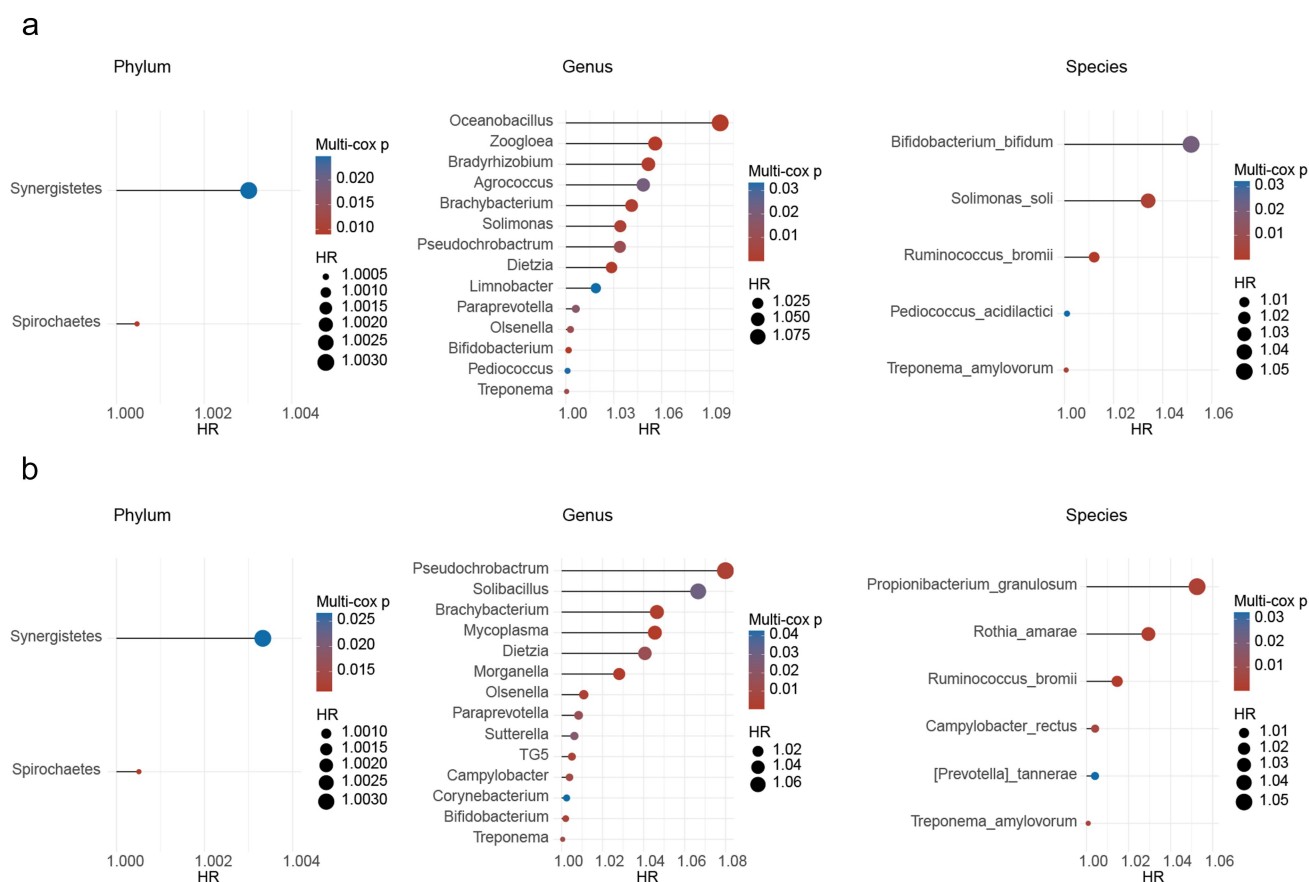 a
Phylum
Synergistetes
Spirochaetes
1.000
1.002
1.004
HR
Multi-cox p
0.020
0.015
0.010
HR
1.0005
1.0010
1.0015
1.0020
1.0025
1.0030
Genus
Oceanobacillus
Zoogloea
Bradyrhizobium
Agrococcus
Brachybacterium
Solimonas
Pseudochrobactrum
Dietzia
Limnobacter
Paraprevotella
Olsenella
Bifidobacterium
Pediococcus
Treponema
1.00
1.03
1.06
1.09
HR
Multi-cox p
0.03
0.02
0.01
HR
1.025
1.050
1.075
Species
Bifidobacterium_bifidum
Solimonas_soli
Ruminococcus_bromii
Pediococcus_acidilactici
Treponema_amylovorum
1.00
1.02
1.04
1.06
HR
Multi-cox p
0.03
0.02
0.01
HR
1.01
1.02
1.03
1.04
1.05
b
Phylum
Synergistetes
Spirochaetes
1.000
1.002
1.004
HR
Multi-cox p
0.025
0.020
0.015
HR
1.0010
1.0015
1.0020
1.0025
1.0030
Genus
Pseudochrobactrum
Solibacillus
Brachybacterium
Mycoplasma
Dietzia
Morganella
Olsenella
Paraprevotella
Sutterella
TG5
Campylobacter
Corynebacterium
Bifidobacterium
Treponema
1.00
1.02
1.04
1.06
1.08
HR
Multi-cox p
0.04
0.03
0.02
0.01
HR
1.02
1.04
1.06
Species
Propionibacterium_granulosum
Rothia_amarae
Ruminococcus_bromii
Campylobacter_rectus
[Prevotella]_tannerae
Treponema_amylovorum
1.00
1.02
1.04
1.06
HR
Multi-cox p
0.03
0.02
0.01
HR
1.01
1.02
1.03
1.04
1.05